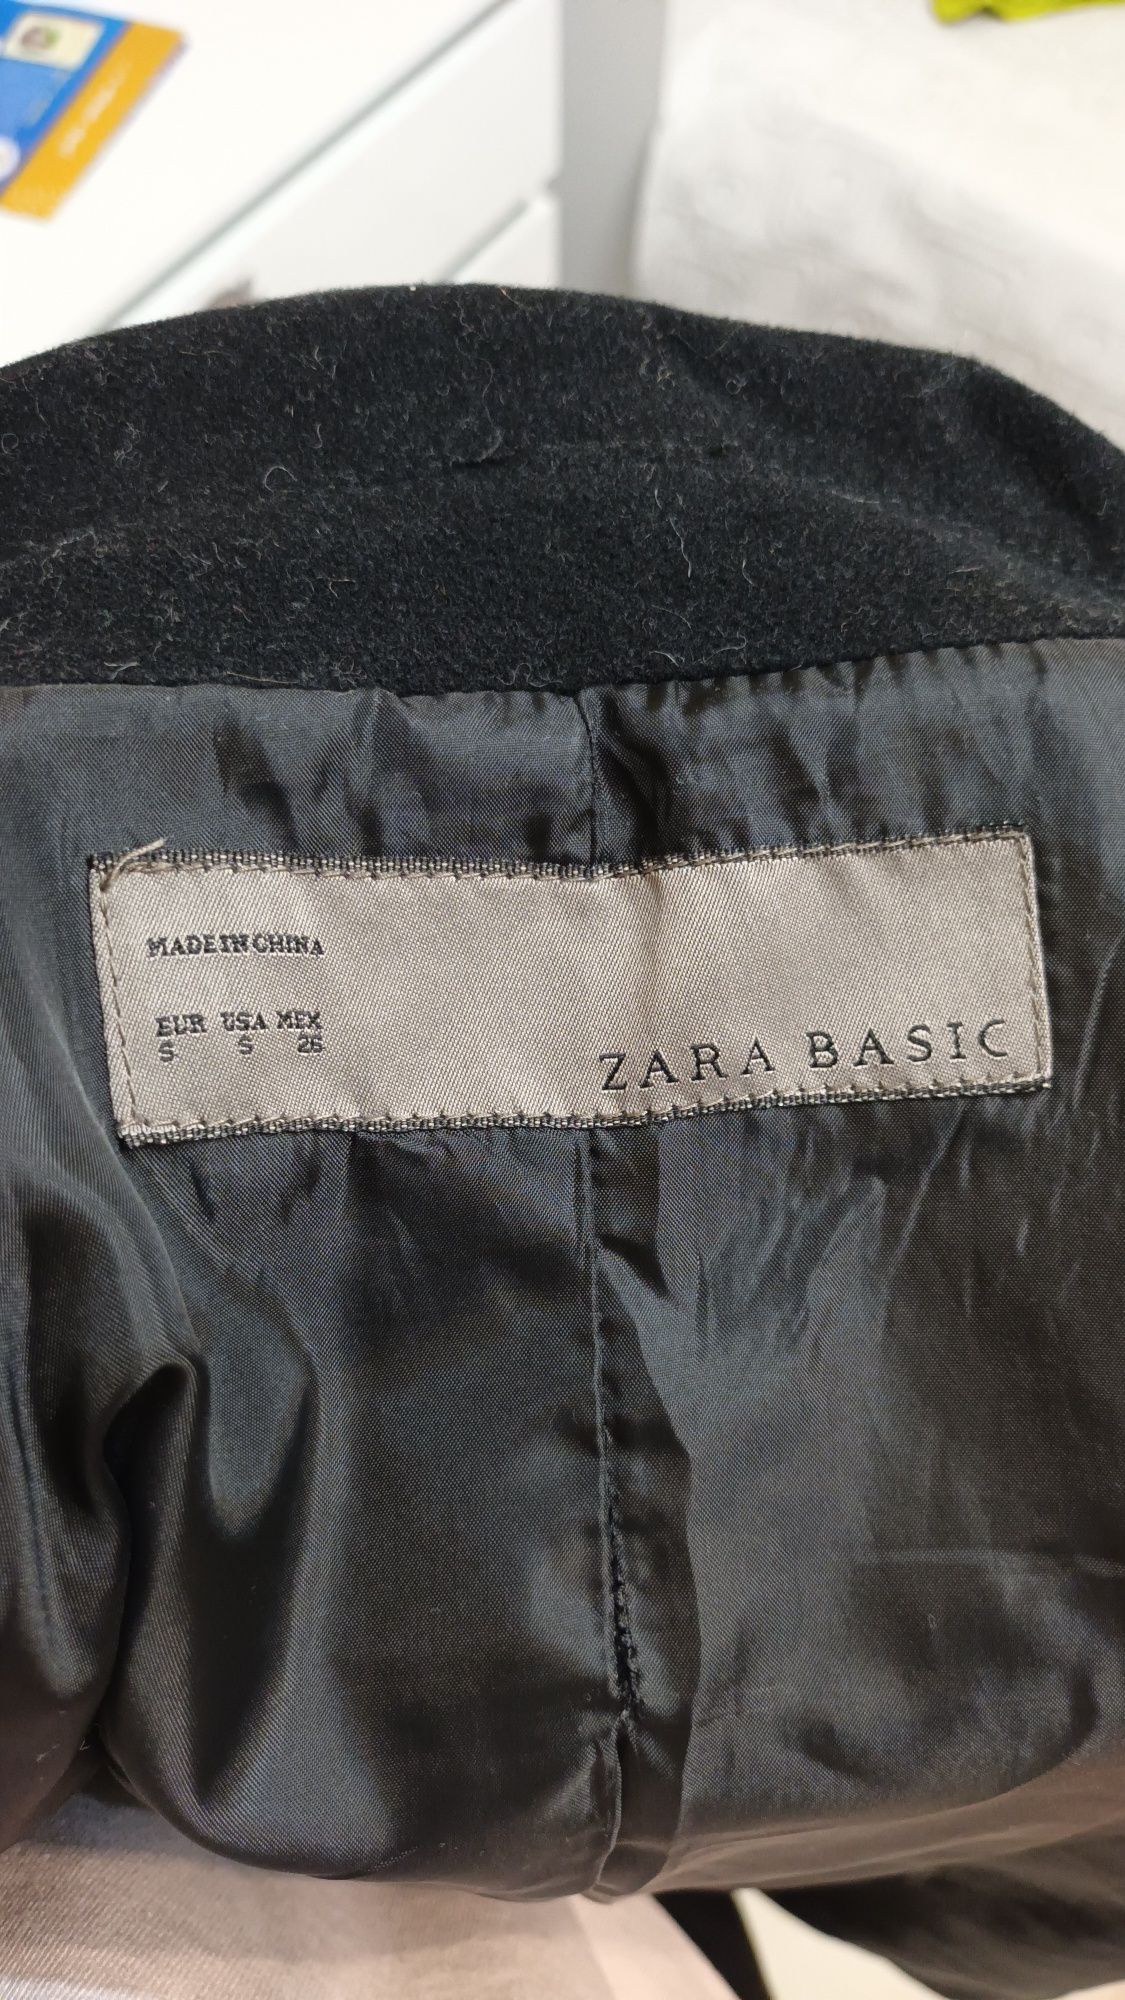 MADE IN CHINA
EUR USA MEX
S S 26
ZARA BASIC